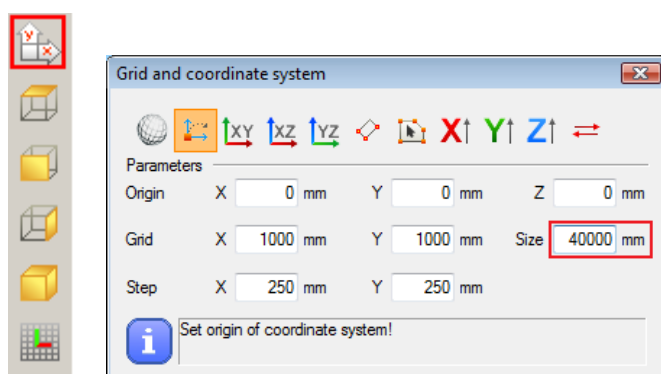 Y
X
Grid and coordinate system
XY XZ YZ X Y Z
Parameters
Origin X 0 mm Y 0 mm Z 0 mm
Grid X 1000 mm Y 1000 mm Size 40000 mm
Step X 250 mm Y 250 mm
i Set origin of coordinate system!